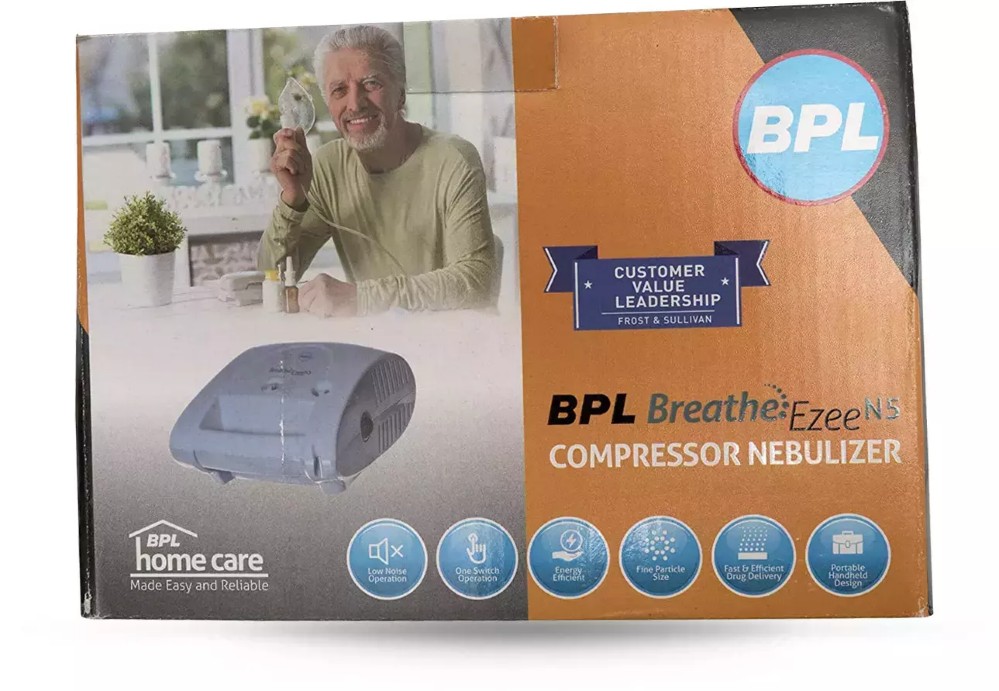 BPL
CUSTOMER
VALUE
LEADERSHIP
FROST & SULLIVAN
BPL Breathe Ezee N5
COMPRESSOR NEBULIZER
BPL
home care
Made Easy and Reliable
Low Noise
Operation
One Switch
Operation
Energy
Efficient
Fine Particle
Size
Fast & Efficient
Drug Delivery
Portable
Handheld
Design